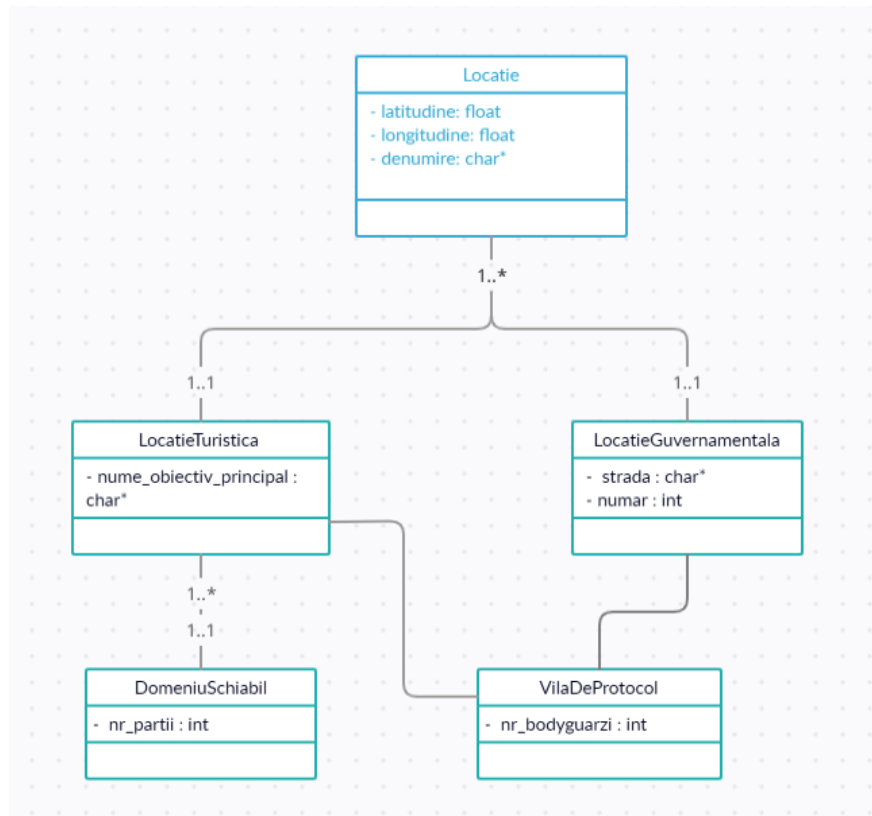 Locatie
- latitudine: float
- longitudine: float
- denumire: char*
1..*
1..1
1..1
LocatieTuristica
- nume_obiectiv_principal :
char*
LocatieGuvernamentala
- strada : char*
- numar : int
1..*
1..1
DomeniuSchiabil
- nr_partii : int
VilaDeProtocol
- nr_bodyguarzi : int